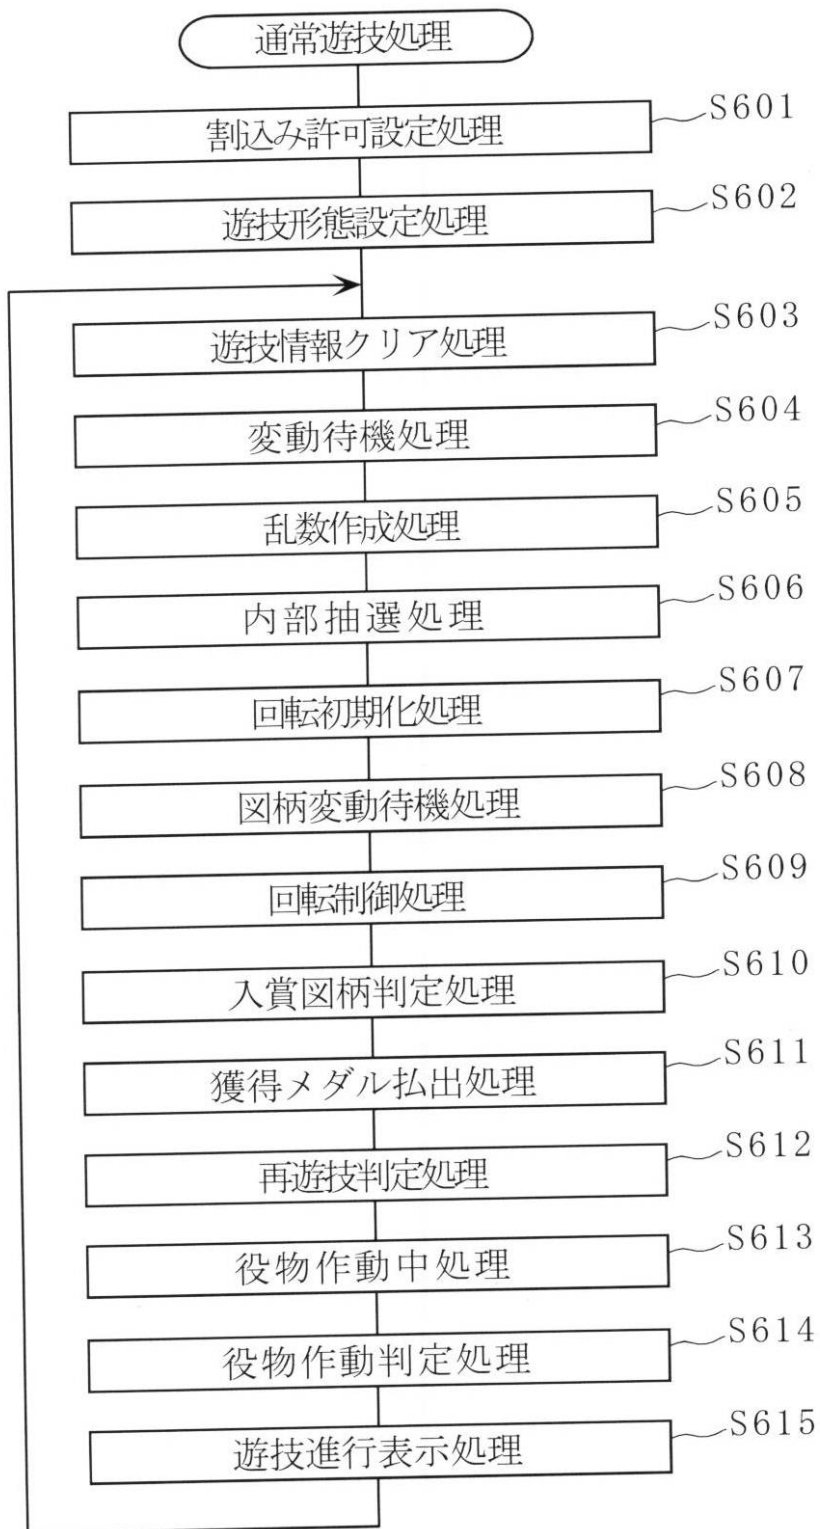 通常遊技処理
割込み許可設定処理 S601
遊技形態設定処理 S602
遊技情報クリア処理 S603
変動待機処理 S604
乱数作成処理 S605
内部抽選処理 S606
回転初期化処理 S607
図柄変動待機処理 S608
回転制御処理 S609
入賞図柄判定処理 S610
獲得メダル払出処理 S611
再遊技判定処理 S612
役物作動中処理 S613
役物作動判定処理 S614
遊技進行表示処理 S615